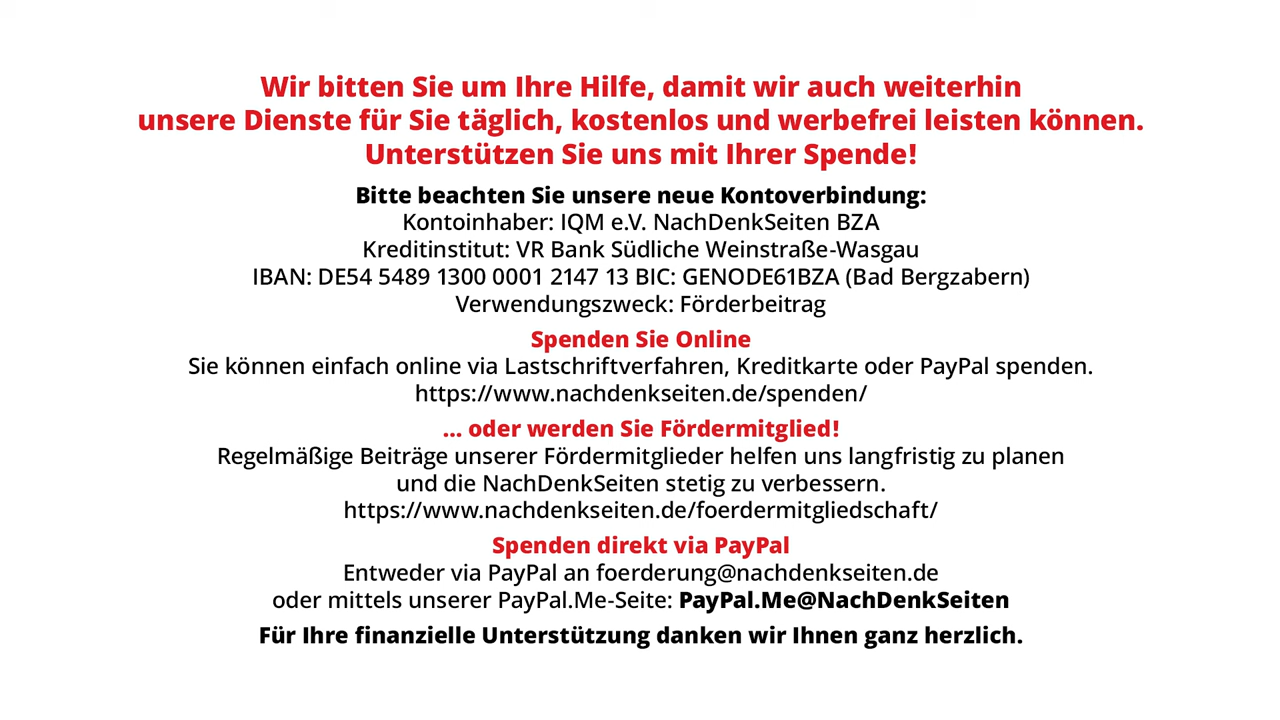 Wir bitten Sie um Ihre Hilfe, damit wir auch weiterhin
unsere Dienste für Sie täglich, kostenlos und werbefrei leisten können.
Unterstützen Sie uns mit Ihrer Spende!
Bitte beachten Sie unsere neue Kontoverbindung:
Kontoinhaber: IQM e.V. NachDenkSeiten BZA
Kreditinstitut: VR Bank Südliche Weinstraße-Wasgau
IBAN: DE54 5489 1300 0001 2147 13 BIC: GENODE61BZA (Bad Bergzabern)
Verwendungszweck: Förderbeitrag
Spenden Sie Online
Sie können einfach online via Lastschriftverfahren, Kreditkarte oder PayPal spenden.
https://www.nachdenkseiten.de/spenden/
... oder werden Sie Fördermitglied!
Regelmäßige Beiträge unserer Fördermitglieder helfen uns langfristig zu planen
und die NachDenkSeiten stetig zu verbessern.
https://www.nachdenkseiten.de/foerdermitgliedschaft/
Spenden direkt via PayPal
Entweder via PayPal an foerderung@nachdenkseiten.de
oder mittels unserer PayPal.Me-Seite: PayPal.Me@NachDenkSeiten
Für Ihre finanzielle Unterstützung danken wir Ihnen ganz herzlich.